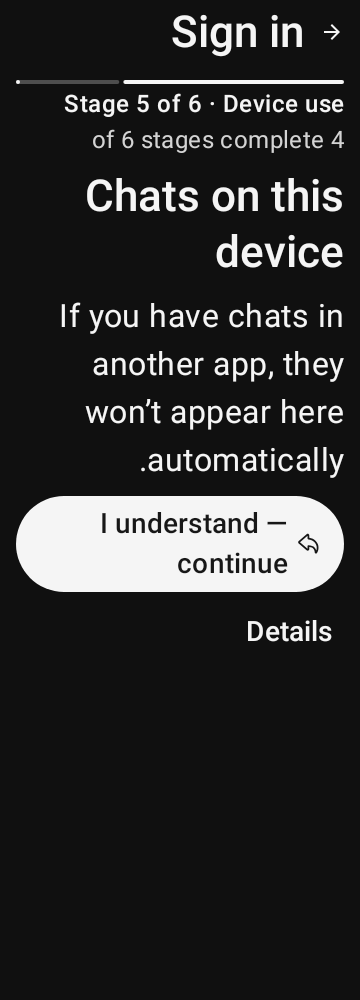 Sign in
Stage 5 of 6 · Device use
of 6 stages complete 4
Chats on this
device
If you have chats in
another app, they
won’t appear here
.automatically
I understand —
continue
Details